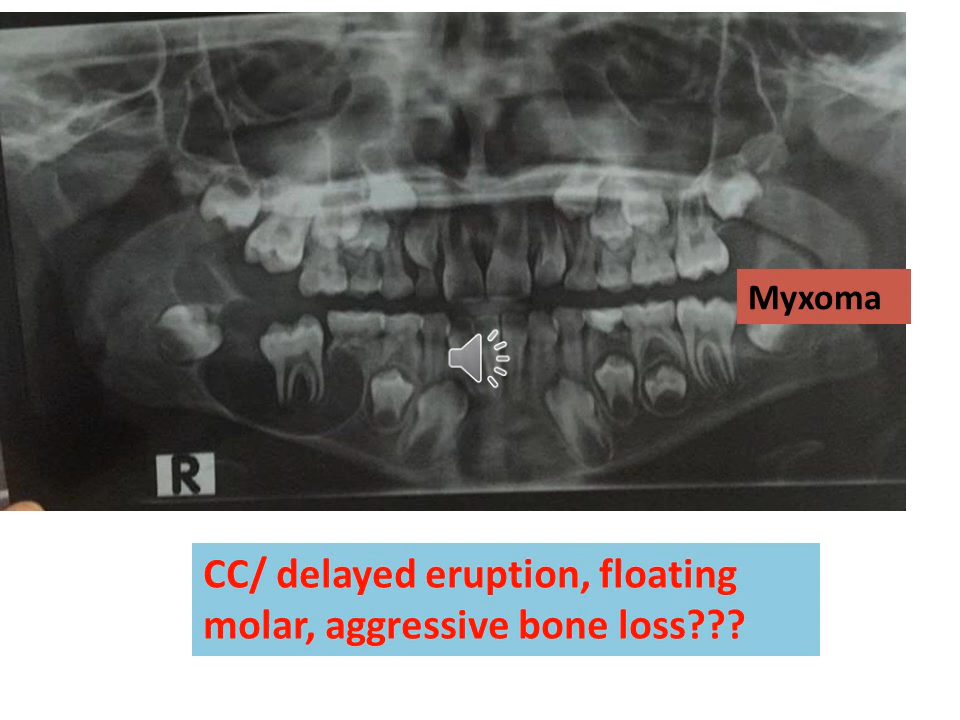 Myxoma
R
CC/ delayed eruption, floating
molar, aggressive bone loss???